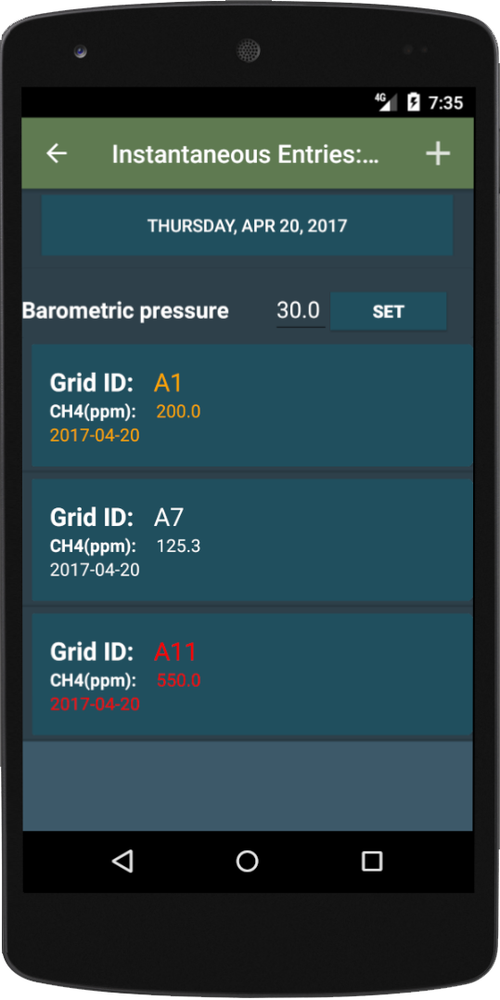 4G 7:35
Instantaneous Entries:...
THURSDAY, APR 20, 2017
Barometric pressure 30.0 SET
Grid ID: A1
CH4(ppm): 200.0
2017-04-20
Grid ID: A7
CH4(ppm): 125.3
2017-04-20
Grid ID: A11
CH4(ppm): 550.0
2017-04-20